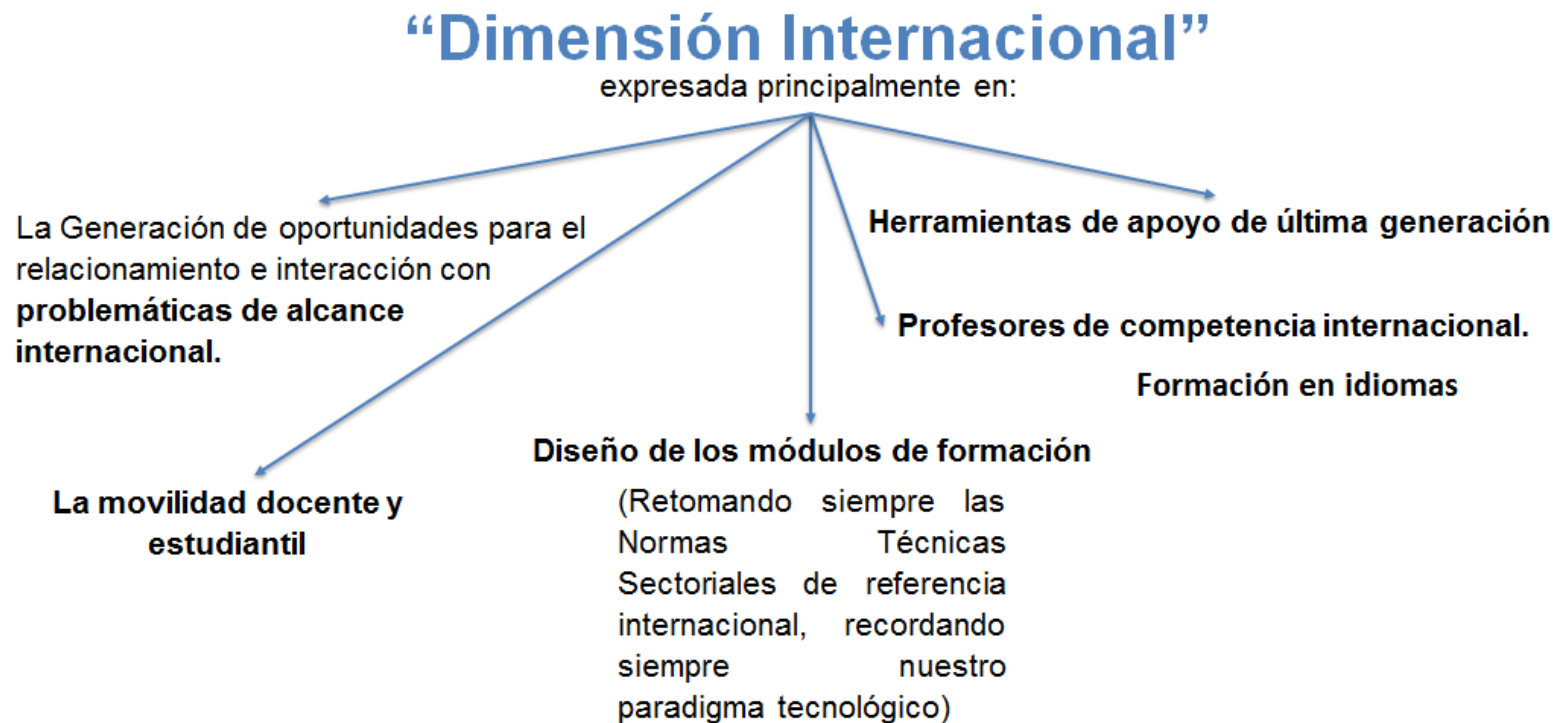 “Dimensión Internacional”
expresada principalmente en:
La Generación de oportunidades para el
relacionamiento e interacción con
problemáticas de alcance
internacional.
Herramientas de apoyo de última generación
Profesores de competencia internacional.
Formación en idiomas
Diseño de los módulos de formación
(Retomando siempre las
Normas Técnicas
Sectoriales de referencia
internacional, recordando
siempre nuestro
paradigma tecnológico)
La movilidad docente y
estudiantil